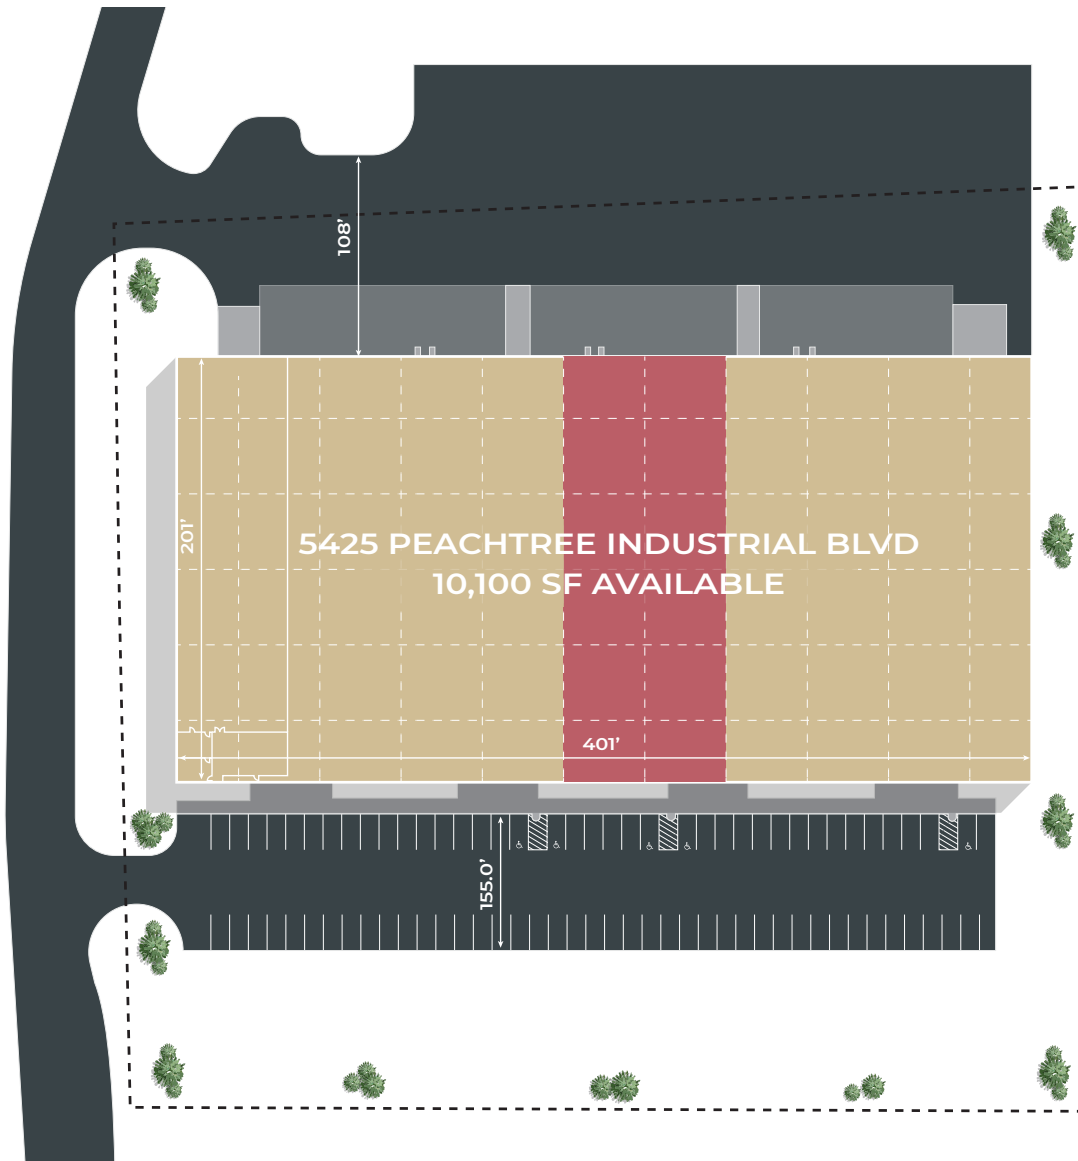 108’
201’
5425 PEACHTREE INDUSTRIAL BLVD
10,100 SF AVAILABLE
401’
155.0’